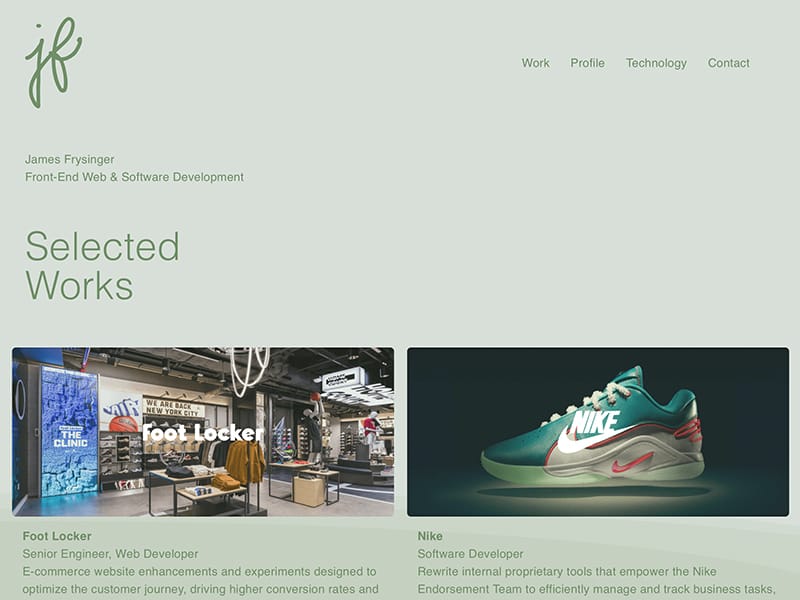 jf
Work Profile Technology Contact
James Frysinger
Front-End Web & Software Development
Selected
Works
WE ARE BACK
NEW YORK CITY
THE
CLINIC
Foot Locker
NIKE
Foot Locker
Senior Engineer, Web Developer
E-commerce website enhancements and experiments designed to
optimize the customer journey, driving higher conversion rates and
Nike
Software Developer
Rewrite internal proprietary tools that empower the Nike
Endorsement Team to efficiently manage and track business tasks,